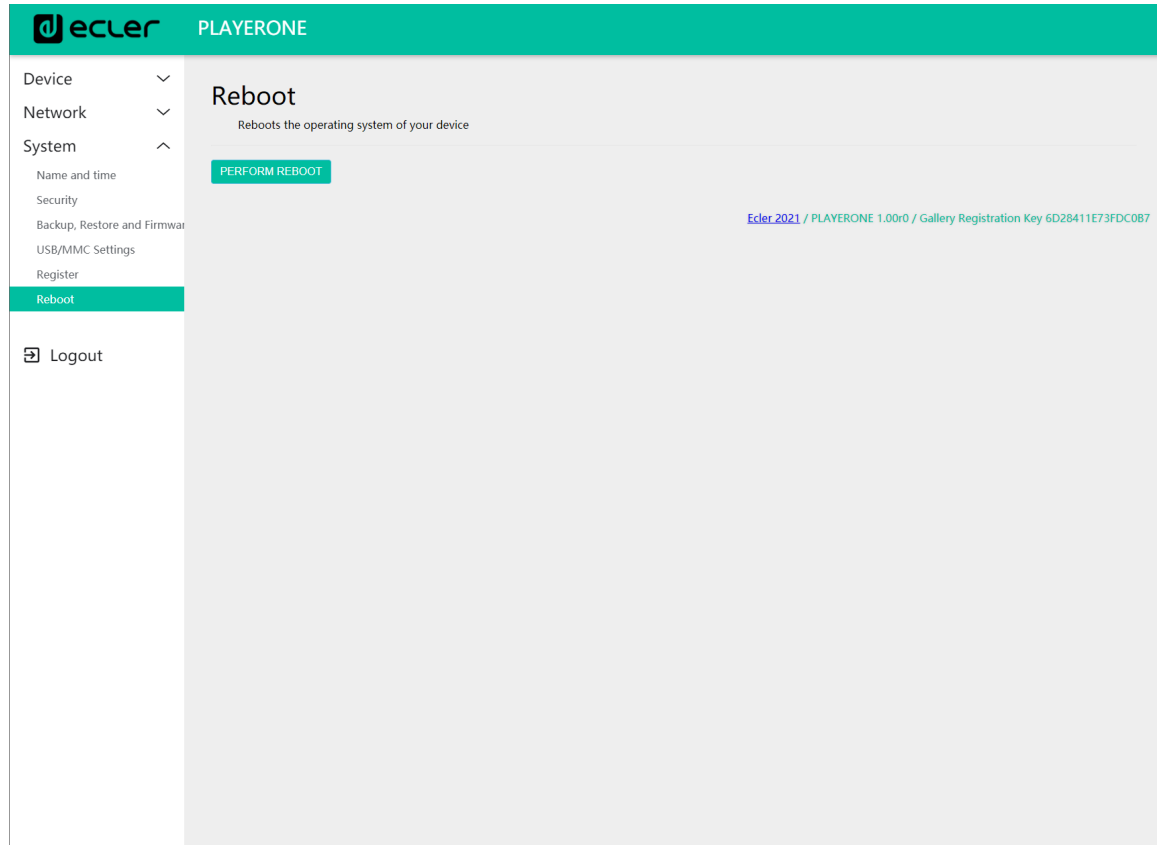 ecler
PLAYERONE
Device
Network
System
Name and time
Security
Backup, Restore and Firmwar
USB/MMC Settings
Register
Reboot
Logout
Reboot
Reboots the operating system of your device
PERFORM REBOOT
Ecler 2021 / PLAYERONE 1.00r0 / Gallery Registration Key 6D28411E73FDC0B7